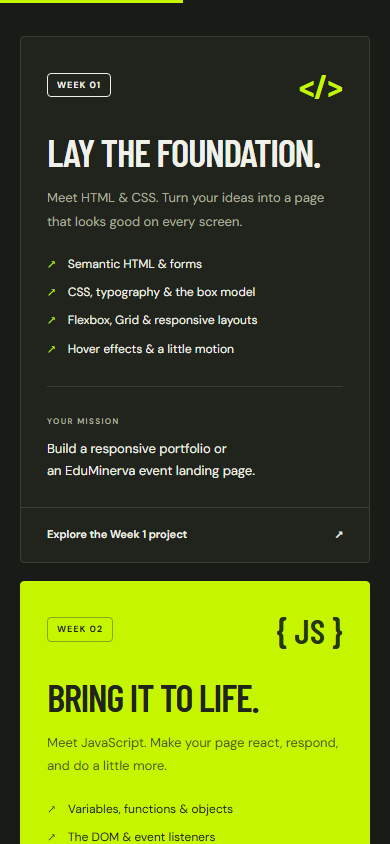 WEEK 01
</>
LAY THE FOUNDATION.
Meet HTML & CSS. Turn your ideas into a page
that looks good on every screen.
↗ Semantic HTML & forms
↗ CSS, typography & the box model
↗ Flexbox, Grid & responsive layouts
↗ Hover effects & a little motion
YOUR MISSION
Build a responsive portfolio or
an EduMinerva event landing page.
Explore the Week 1 project ↗
WEEK 02
{ JS }
BRING IT TO LIFE.
Meet JavaScript. Make your page react, respond,
and do a little more.
↗ Variables, functions & objects
↗ The DOM & event listeners